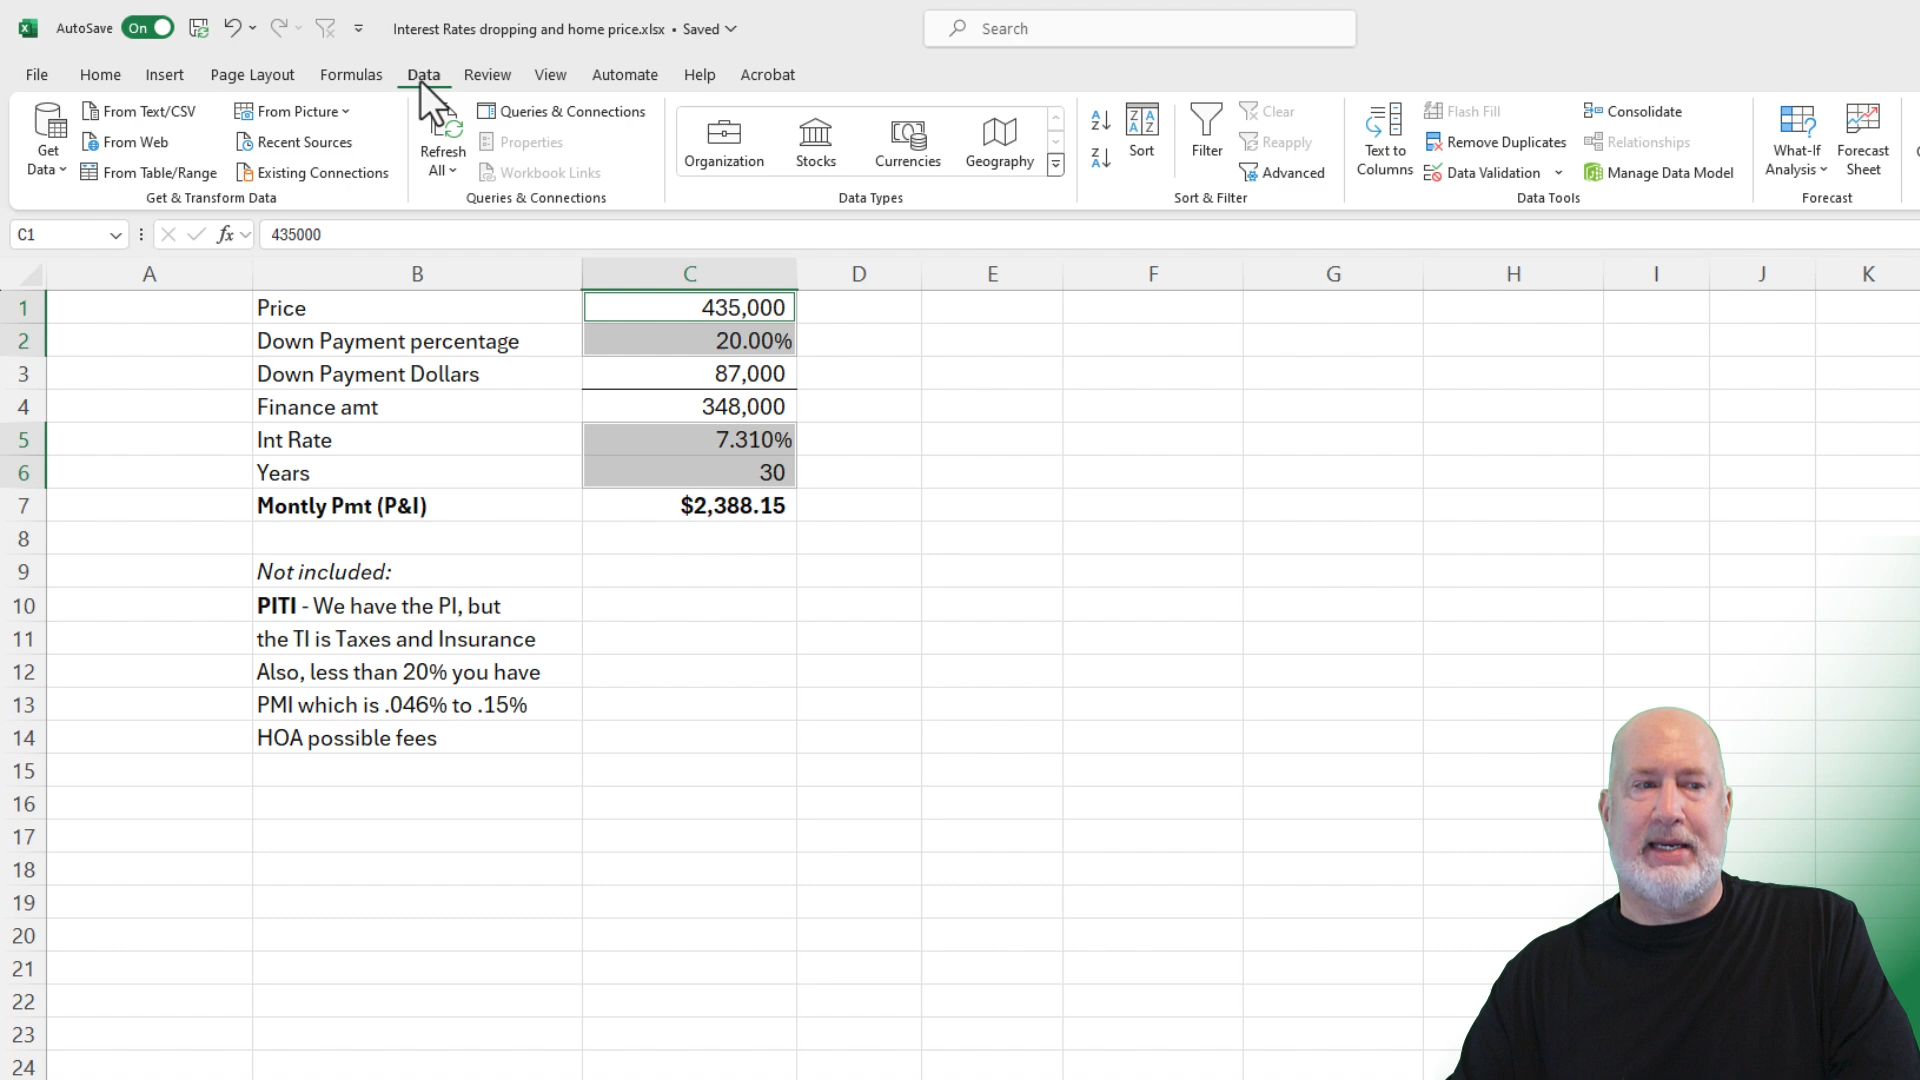 AutoSave On Interest Rates dropping and home price.xlsx • Saved Search
File Home Insert Page Layout Formulas Data Review View Automate Help Acrobat
Get Data
From Text/CSV
From Web
From Table/Range
From Picture
Recent Sources
Existing Connections
Get & Transform Data
Refresh All
Queries & Connections
Properties
Workbook Links
Queries & Connections
Organization Stocks Currencies Geography
Data Types
Sort
Filter
Clear
Reapply
Advanced
Sort & Filter
Text to Columns
Flash Fill
Remove Duplicates
Data Validation
Consolidate
Relationships
Manage Data Model
Data Tools
What-If Analysis
Forecast Sheet
Forecast
C1 fx 435000
A B C D E F G H I J K
1 Price 435,000
2 Down Payment percentage 20.00%
3 Down Payment Dollars 87,000
4 Finance amt 348,000
5 Int Rate 7.310%
6 Years 30
7 Montly Pmt (P&I) $2,388.15
8
9 Not included:
10 PITI - We have the PI, but
11 the TI is Taxes and Insurance
12 Also, less than 20% you have
13 PMI which is .046% to .15%
14 HOA possible fees
15
16
17
18
19
20
21
22
23
24